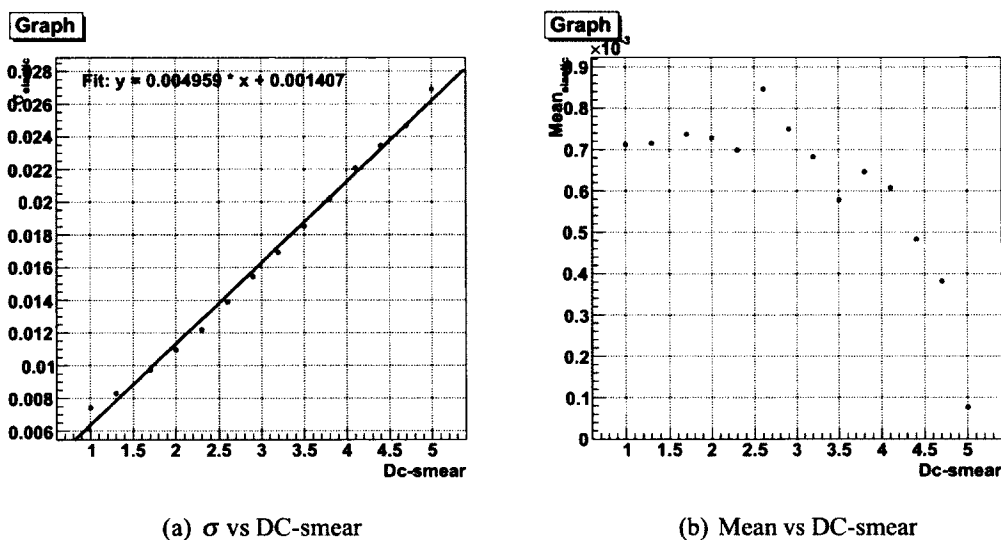 Graph
0.028
σelastic
Fit: y = 0.004959 * x + 0.001407
0.026
0.024
0.022
0.02
0.018
0.016
0.014
0.012
0.01
0.008
0.006
1 1.5 2 2.5 3 3.5 4 4.5 5
Dc-smear
(a) σ vs DC-smear
Graph
×10⁻³
Meanelastic
0.9
0.8
0.7
0.6
0.5
0.4
0.3
0.2
0.1
0
1 1.5 2 2.5 3 3.5 4 4.5 5
Dc-smear
(b) Mean vs DC-smear